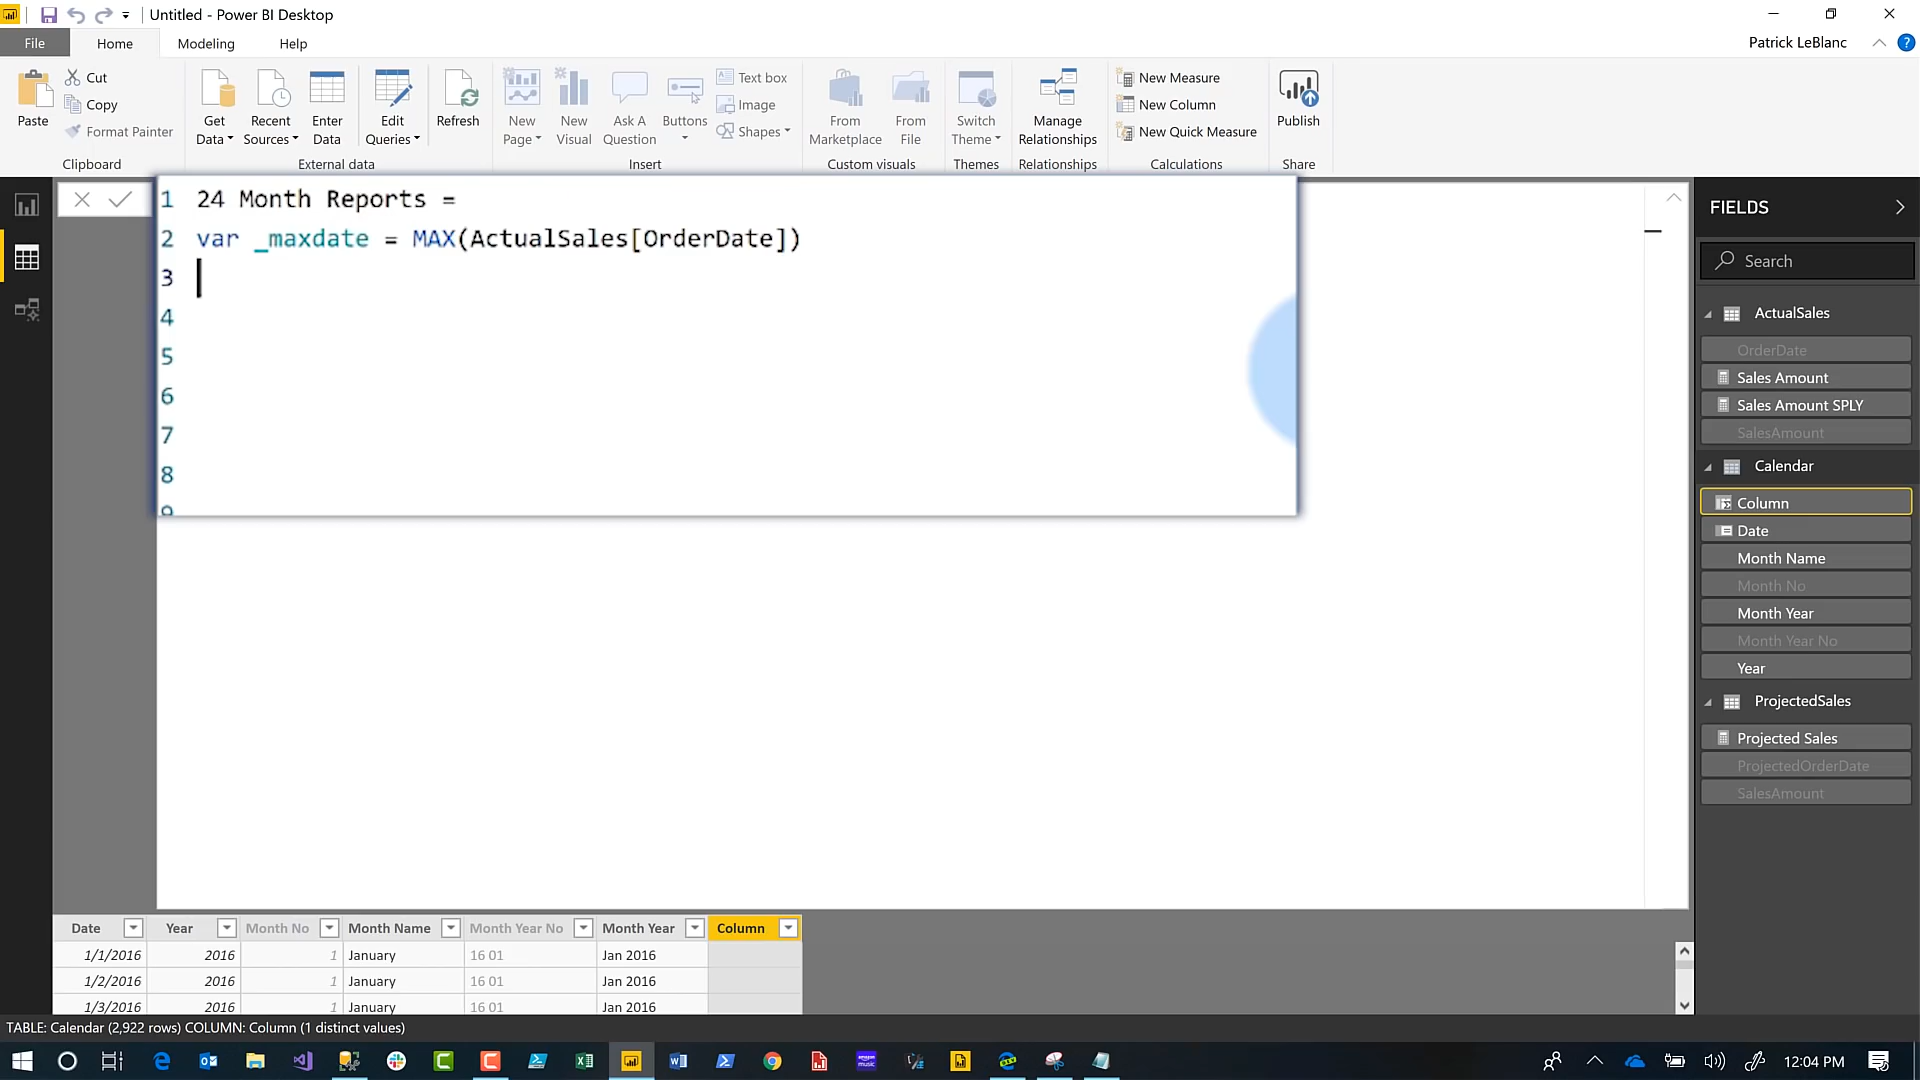 Untitled - Power BI Desktop
File Home Modeling Help
Patrick LeBlanc
?
Paste
Cut
Copy
Format Painter
Clipboard
Get Data
Recent Sources
Enter Data
Edit Queries
Refresh
External data
New Page
New Visual
Ask A Question
Buttons
Text box
Image
Shapes
Insert
From Marketplace
From File
Custom visuals
Switch Theme
Themes
Manage Relationships
Relationships
New Measure
New Column
New Quick Measure
Calculations
Publish
Share
1 24 Month Reports =
2 var _maxdate = MAX(ActualSales[OrderDate])
3
4
5
6
7
8
9
FIELDS
Search
ActualSales
OrderDate
Sales Amount
Sales Amount SPLY
SalesAmount
Calendar
Column
Date
Month Name
Month No
Month Year
Month Year No
Year
ProjectedSales
Projected Sales
ProjectedOrderDate
SalesAmount
Date Year Month No Month Name Month Year No Month Year Column
1/1/2016 2016 1 January 16 01 Jan 2016
1/2/2016 2016 1 January 16 01 Jan 2016
1/3/2016 2016 1 January 16 01 Jan 2016
TABLE: Calendar (2,922 rows) COLUMN: Column (1 distinct values)
12:04 PM